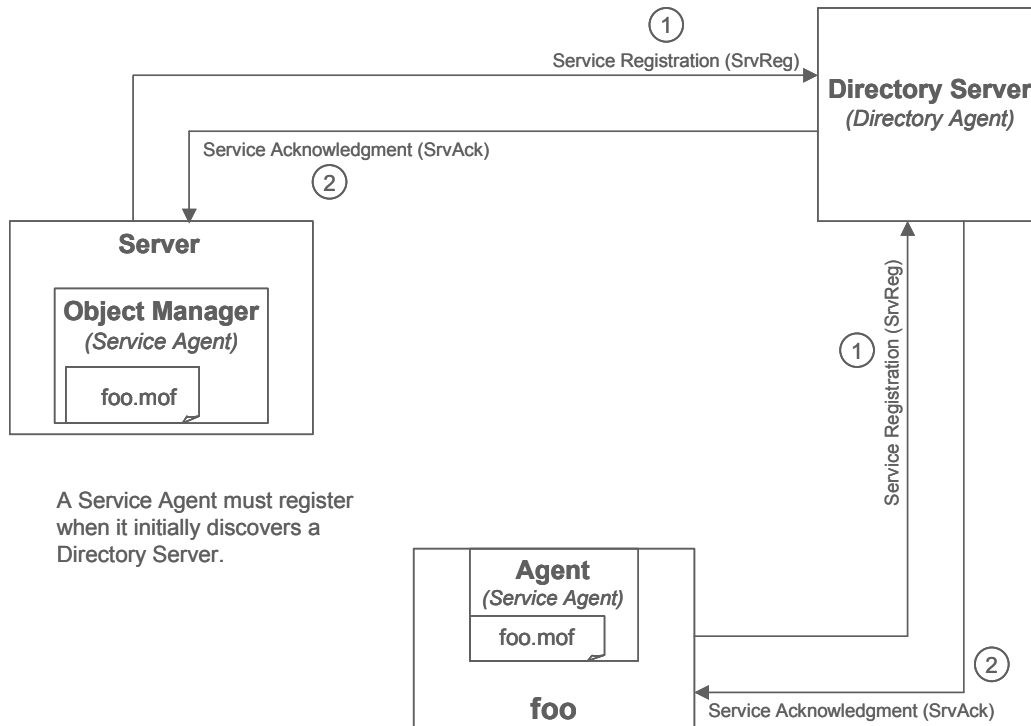 1
Service Registration (SrvReg)
Directory Server
(Directory Agent)
Service Acknowledgment (SrvAck)
2
Server
Object Manager
(Service Agent)
foo.mof
1
Service Registration (SrvReg)
A Service Agent must register
when it initially discovers a
Directory Server.
Agent
(Service Agent)
foo.mof
foo
2
Service Acknowledgment (SrvAck)